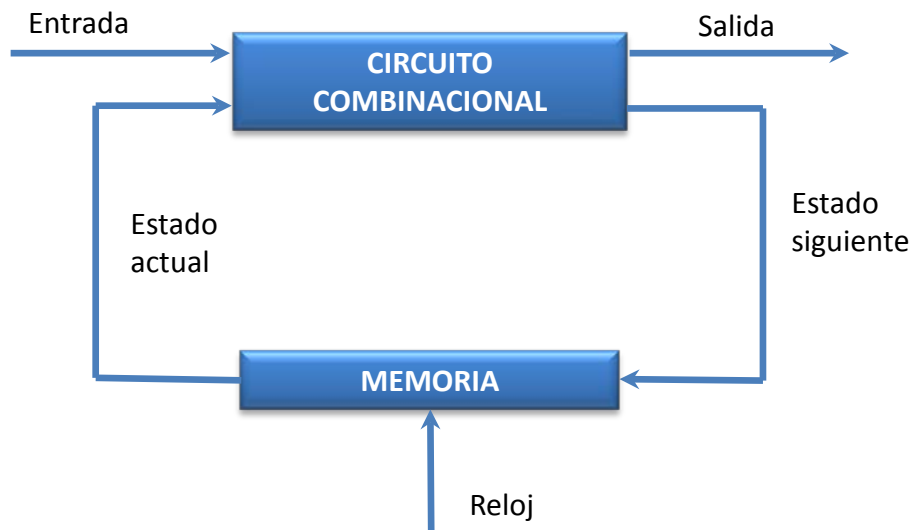 Entrada
Salida
CIRCUITO
COMBINACIONAL
Estado
actual
Estado
siguiente
MEMORIA
Reloj